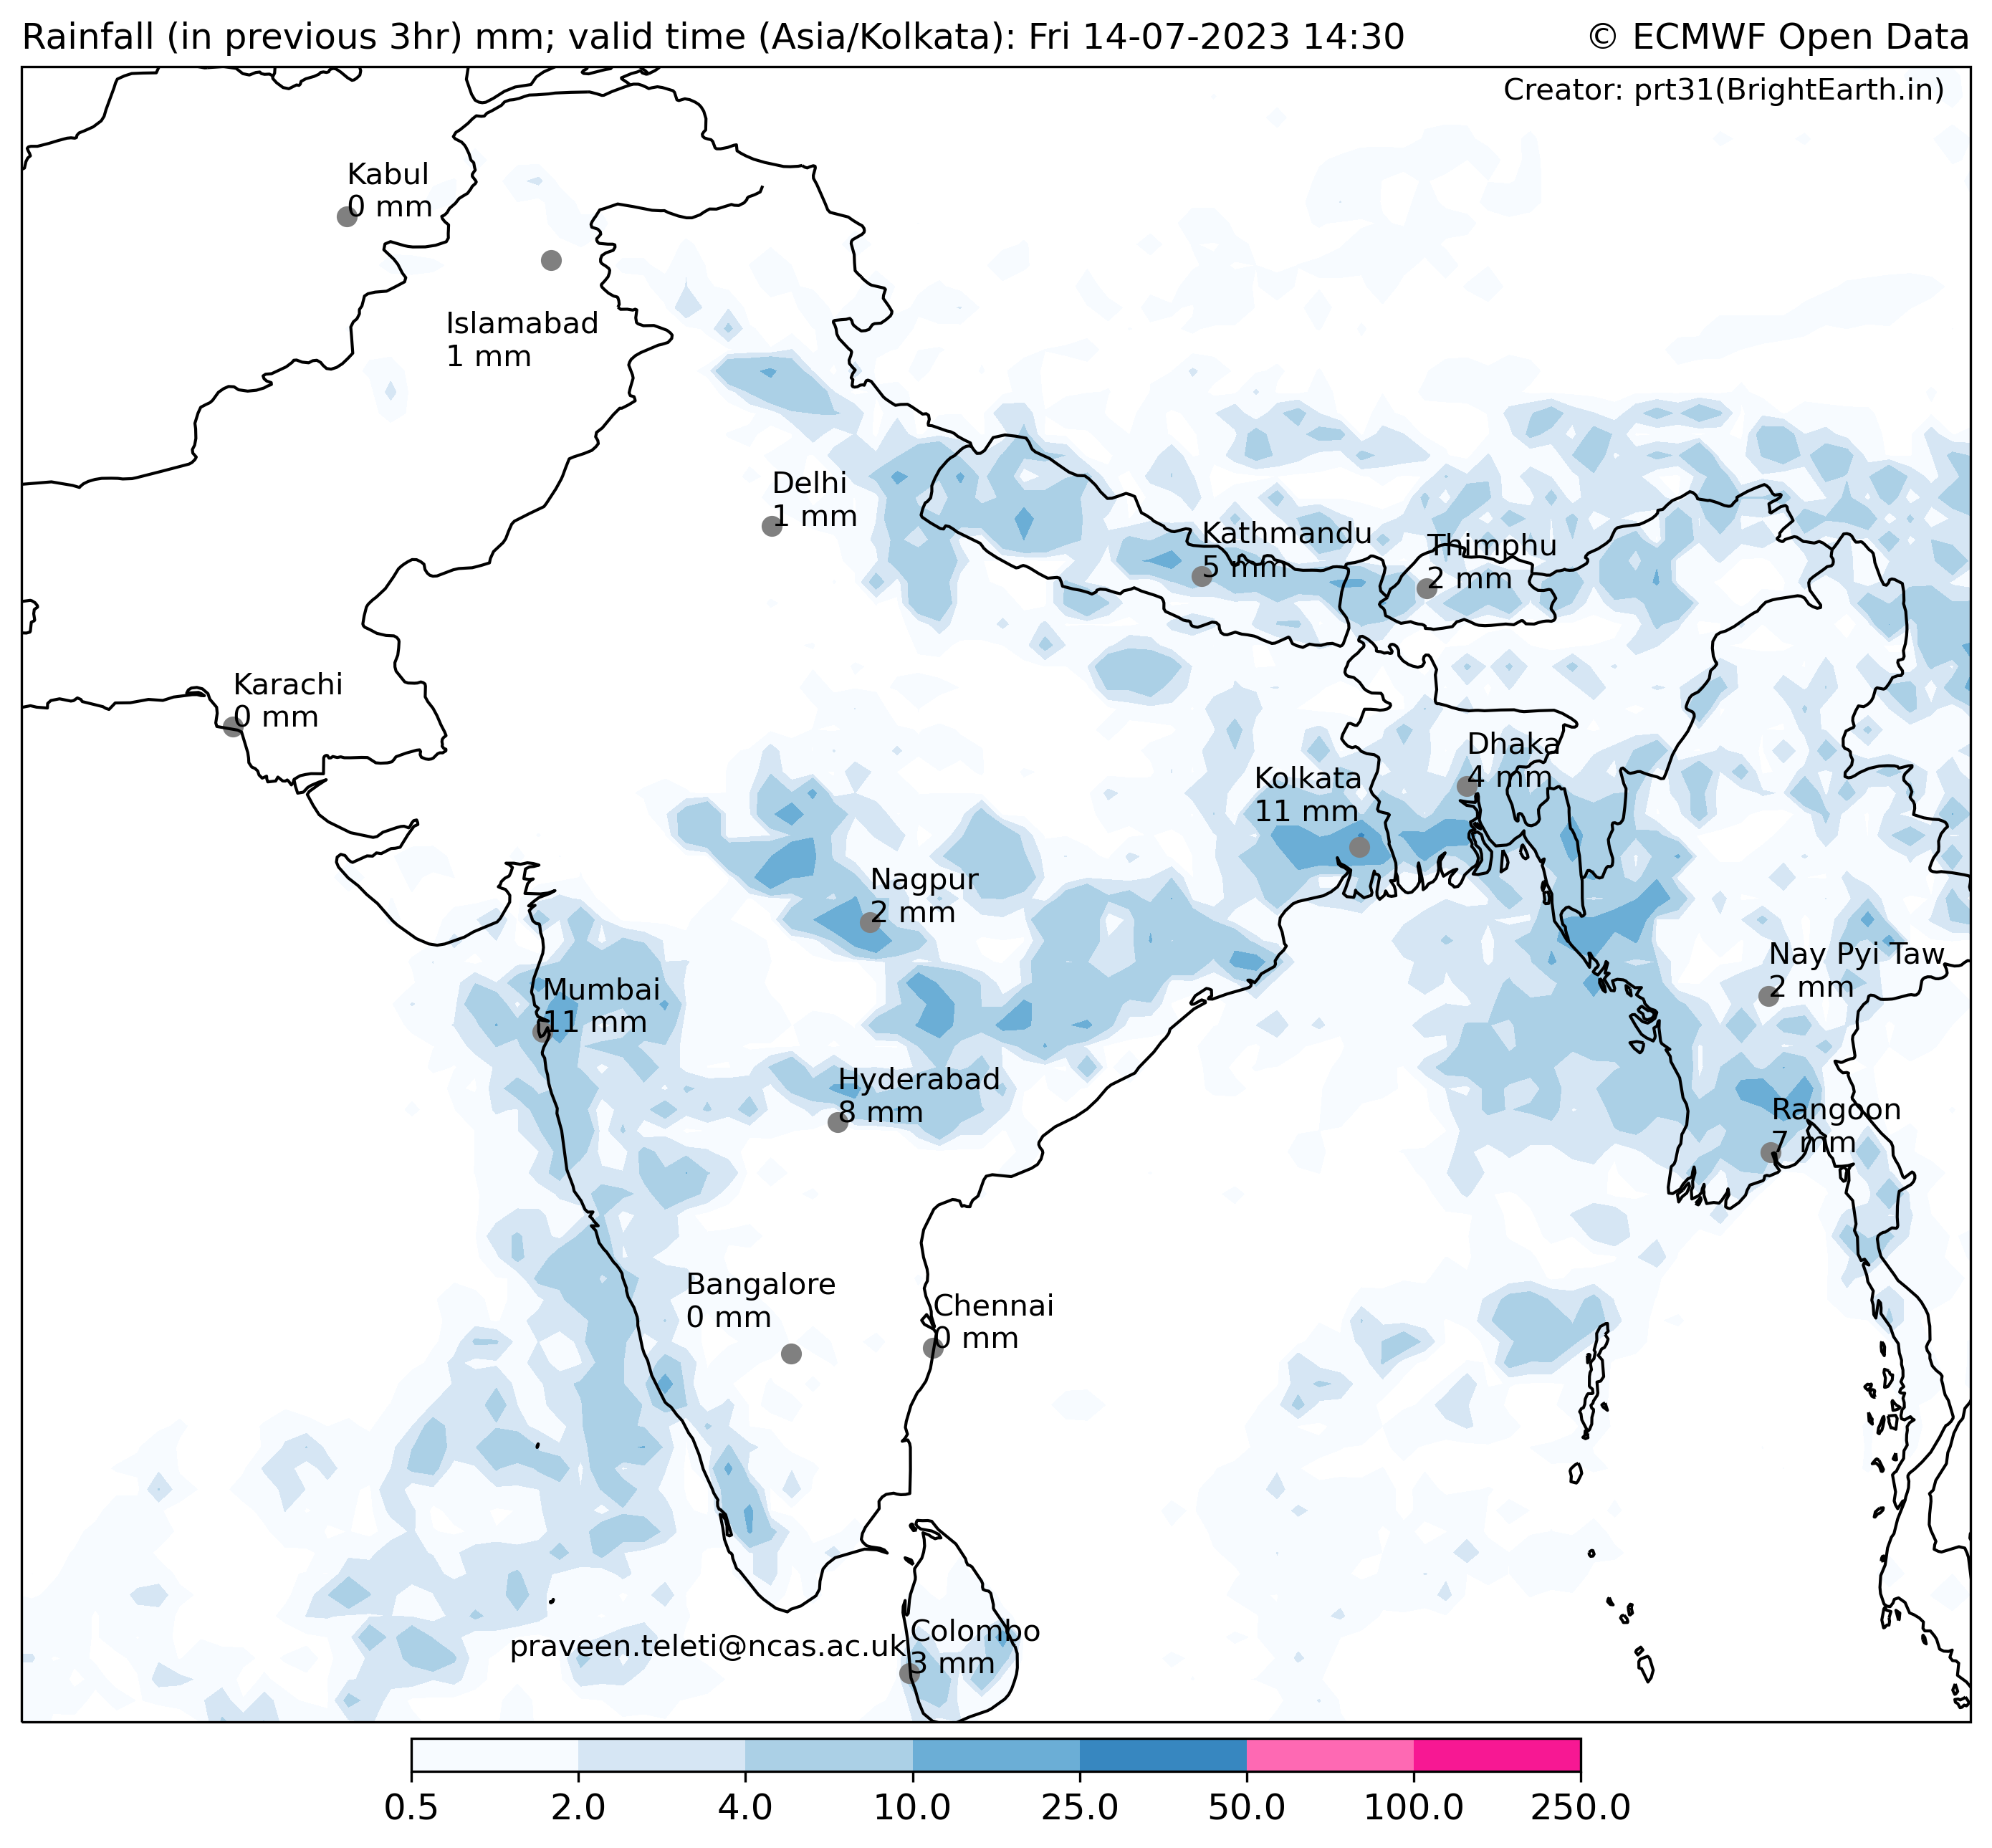 Rainfall (in previous 3hr) mm; valid time (Asia/Kolkata): Fri 14-07-2023 14:30
© ECMWF Open Data
Creator: prt31(BrightEarth.in)
Kabul
0 mm
Islamabad
1 mm
Delhi
1 mm
Kathmandu
5 mm
Thimphu
2 mm
Karachi
0 mm
Dhaka
4 mm
Kolkata
11 mm
Nagpur
2 mm
Nay Pyi Taw
2 mm
Mumbai
11 mm
Hyderabad
8 mm
Rangoon
7 mm
Bangalore
0 mm
Chennai
0 mm
Colombo
3 mm
praveen.teleti@ncas.ac.uk
0.5 2.0 4.0 10.0 25.0 50.0 100.0 250.0